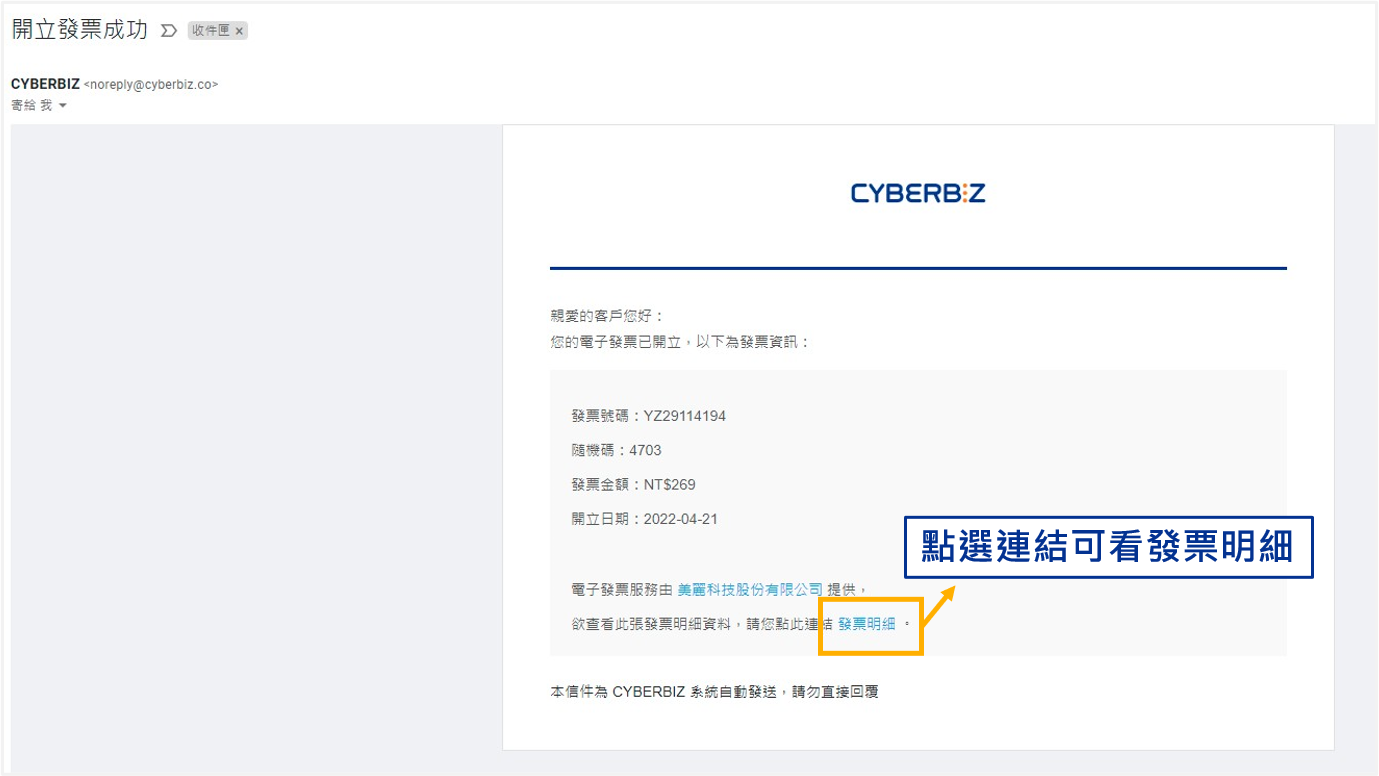 開立發票成功 收件匣 x
CYBERBIZ <noreply@cyberbiz.co>
寄給 我
CYBERBIZ
親愛的客戶您好：
您的電子發票已開立，以下為發票資訊：
發票號碼：YZ29114194
隨機碼：4703
發票金額：NT$269
開立日期：2022-04-21
點選連結可看發票明細
電子發票服務由 美麗科技股份有限公司 提供，
欲查看此張發票明細資料，請您點此連結 發票明細 。
本信件為 CYBERBIZ 系統自動發送，請勿直接回覆